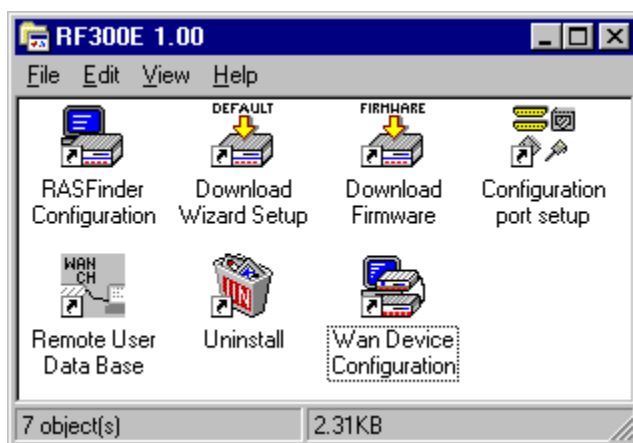 RF300E 1.00
File Edit View Help
DEFAULT FIRMWARE
RASFinder Download Download Configuration
Configuration Wizard Setup Firmware port setup
WAN
CH
UN
Remote User Uninstall Wan Device
Data Base Configuration
7 object(s) 2.31KB